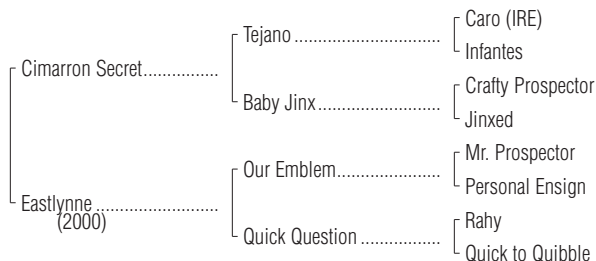 Caro (IRE)
Tejano ........................................
Infantes
Cimarron Secret....................
Crafty Prospector
Baby Jinx.................................
Jinxed
Mr. Prospector
Our Emblem............................
Personal Ensign
Eastlynne .................................
(2000)
Rahy
Quick Question ......................
Quick to Quibble